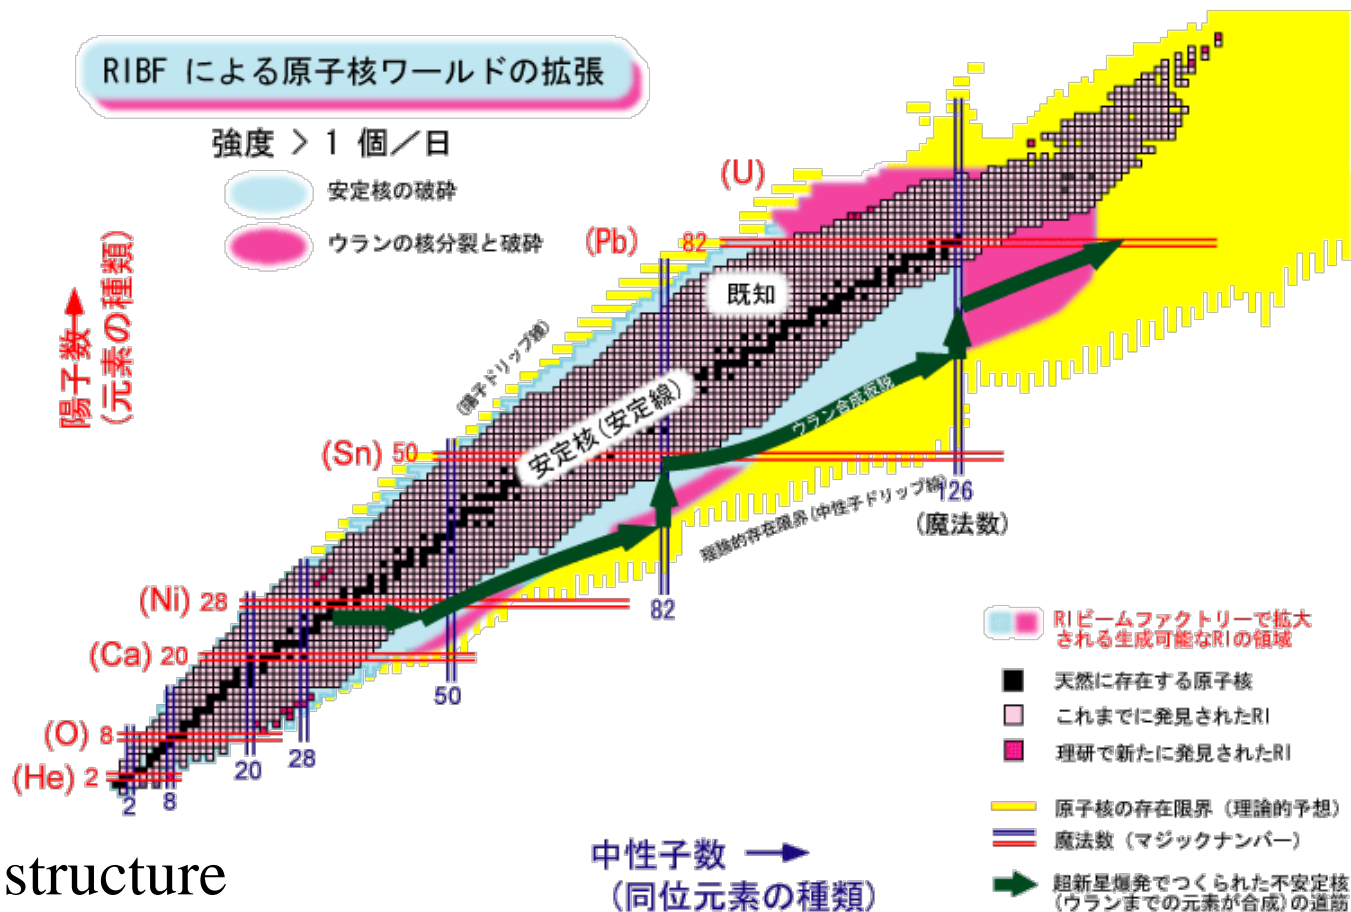 RIBF による原子核ワールドの拡張
強度 > 1 個／日
安定核の破砕
ウランの核分裂と破砕
(U)
(Pb) 82
陽子数→
(元素の種類)
既知
(陽子ドリップ線)
安定核(安定線)
ウラン合成仮説
(Sn) 50
126
(魔法数)
理論的存在限界(中性子ドリップ線)
(Ni) 28
82
(Ca) 20
50
(O) 8
28
20
(He) 2
2
8
RIビームファクトリーで拡大
される生成可能なRIの領域
天然に存在する原子核
これまでに発見されたRI
理研で新たに発見されたRI
原子核の存在限界（理論的予想）
魔法数（マジックナンバー）
超新星爆発でつくられた不安定核
(ウランまでの元素が合成)の道筋
中性子数 →
(同位元素の種類)
structure